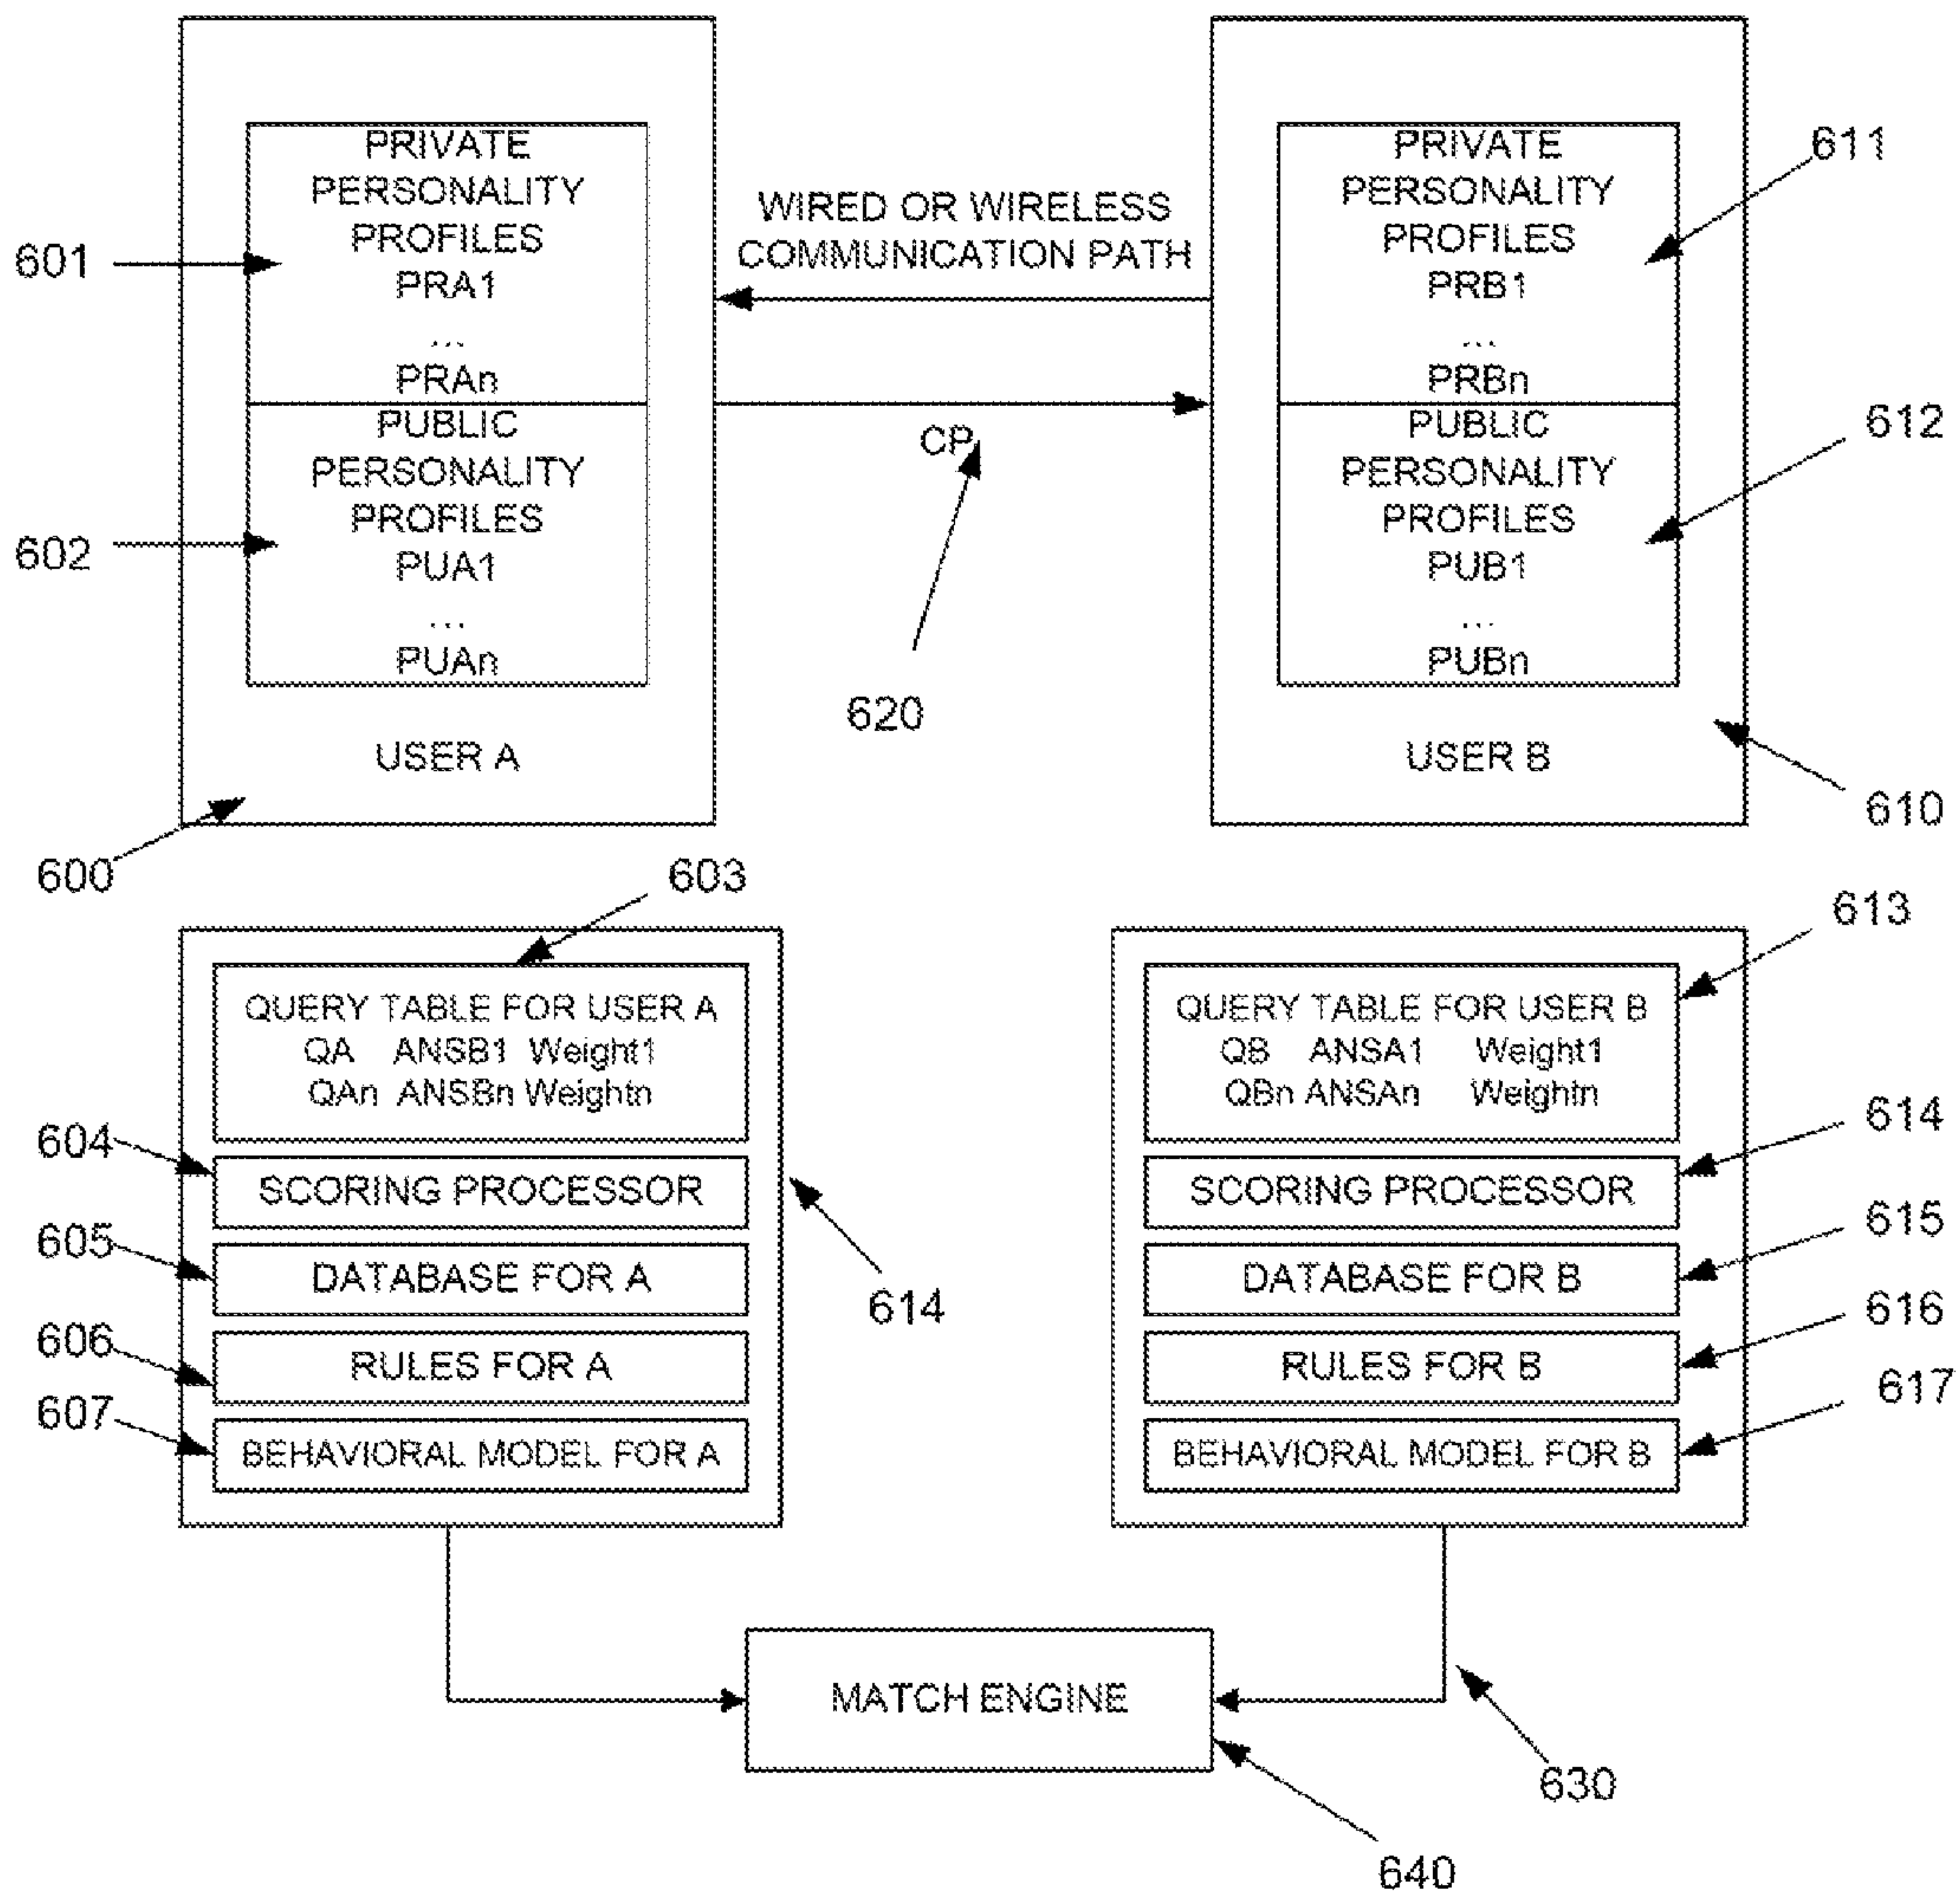 PRIVATE
PERSONALITY
PROFILES
PRA1
...
PRAn
PUBLIC
PERSONALITY
PROFILES
PUA1
...
PUAn
USER A
601
602
600
WIRED OR WIRELESS
COMMUNICATION PATH
CP
620
PRIVATE
PERSONALITY
PROFILES
PRB1
...
PRBn
PUBLIC
PERSONALITY
PROFILES
PUB1
...
PUBn
USER B
611
612
610
603
QUERY TABLE FOR USER A
QA ANSB1 Weight1
QAn ANSBn Weightn
604
SCORING PROCESSOR
605
DATABASE FOR A
606
RULES FOR A
607
BEHAVIORAL MODEL FOR A
614
613
QUERY TABLE FOR USER B
QB ANSA1 Weight1
QBn ANSAn Weightn
614
SCORING PROCESSOR
615
DATABASE FOR B
616
RULES FOR B
617
BEHAVIORAL MODEL FOR B
MATCH ENGINE
630
640